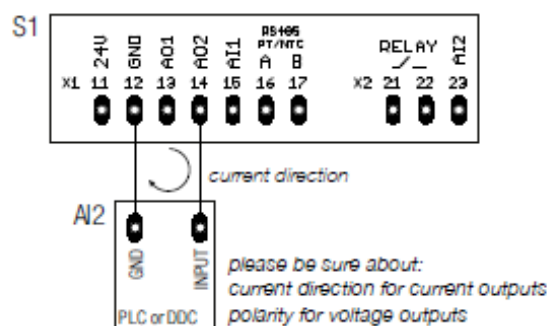 S1
24V GND AO1 AO2 AI1 RS485 PT/NTC A B RELAY AI2
X1 11 12 13 14 15 16 17 X2 21 22 23
current direction
AI2
GND INPUT
please be sure about:
current direction for current outputs
PLC or DDC polarity for voltage outputs